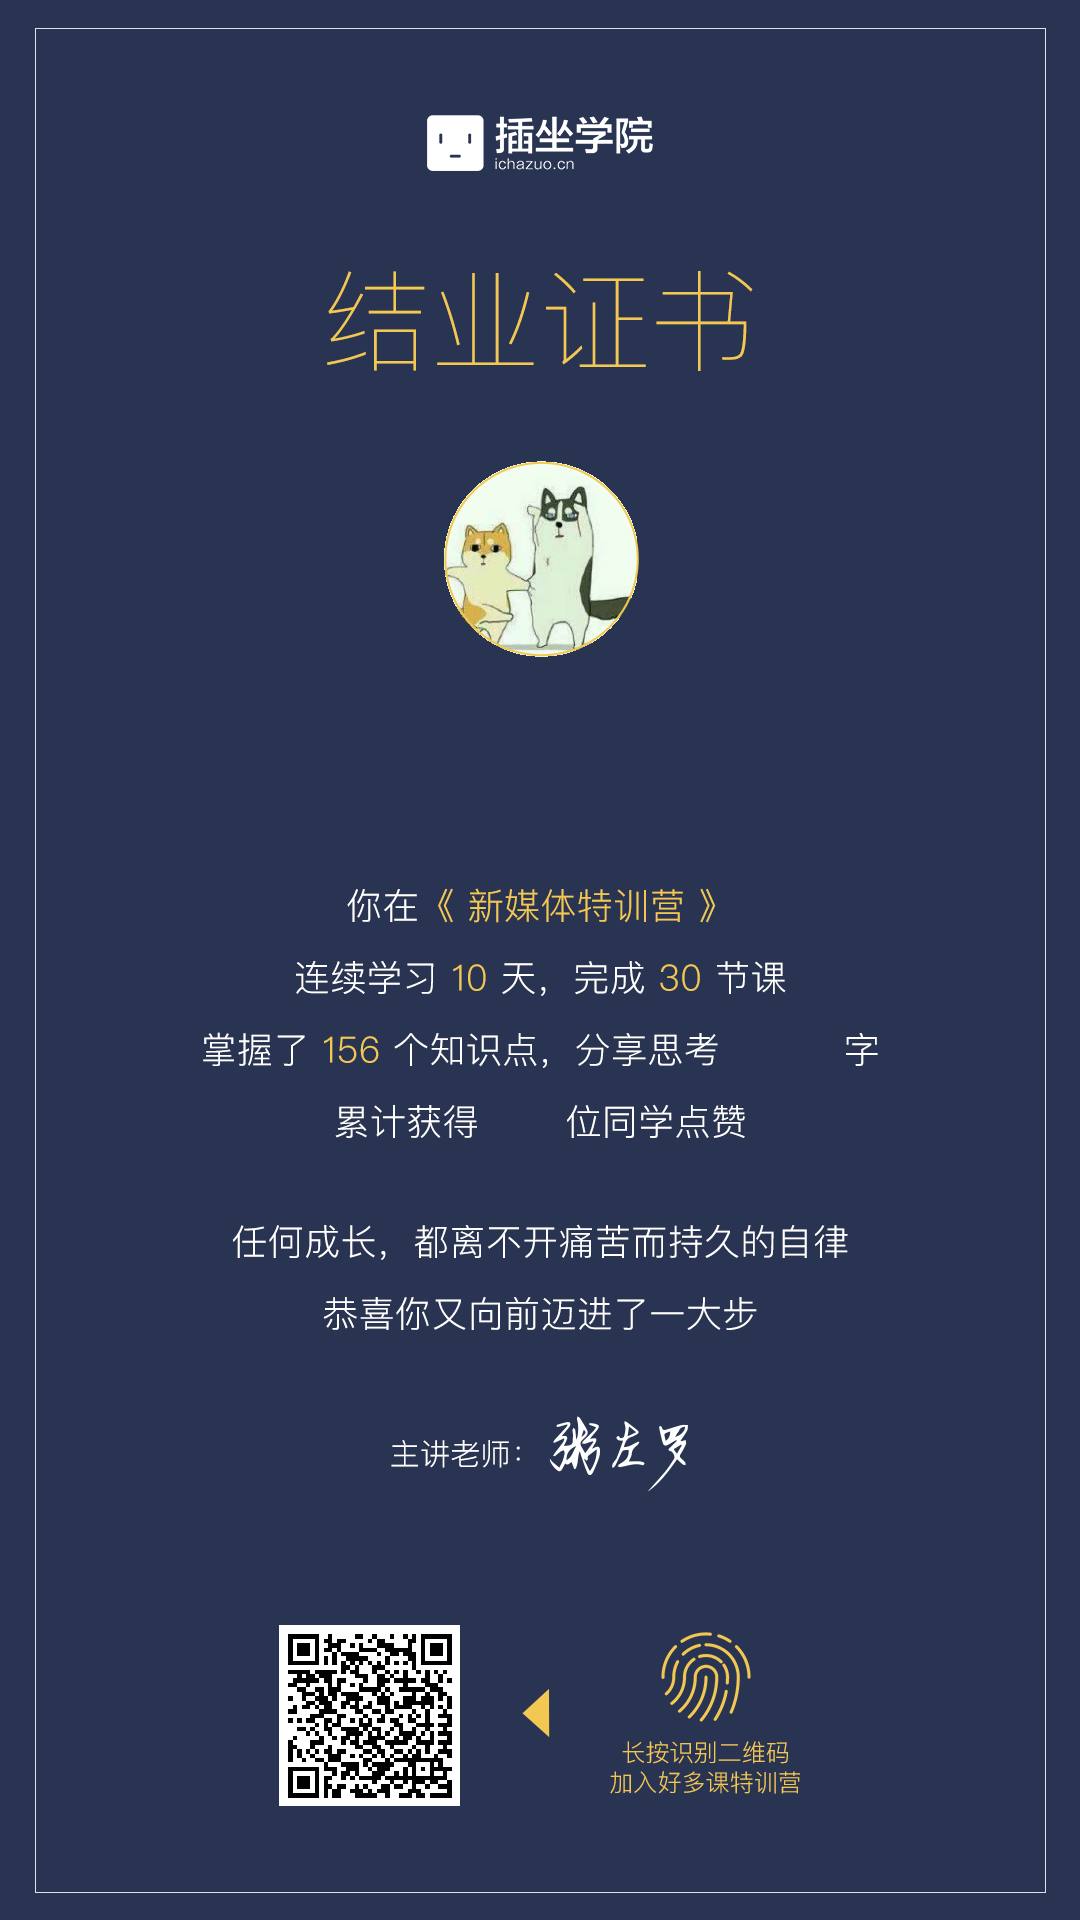 插坐学院
ichazuo.cn
结业证书
你在《 新媒体特训营 》
连续学习 10 天，完成 30 节课
掌握了 156 个知识点，分享思考 字
累计获得 位同学点赞
任何成长，都离不开痛苦而持久的自律
恭喜你又向前迈进了一大步
主讲老师：粥左罗
长按识别二维码
加入好多课特训营